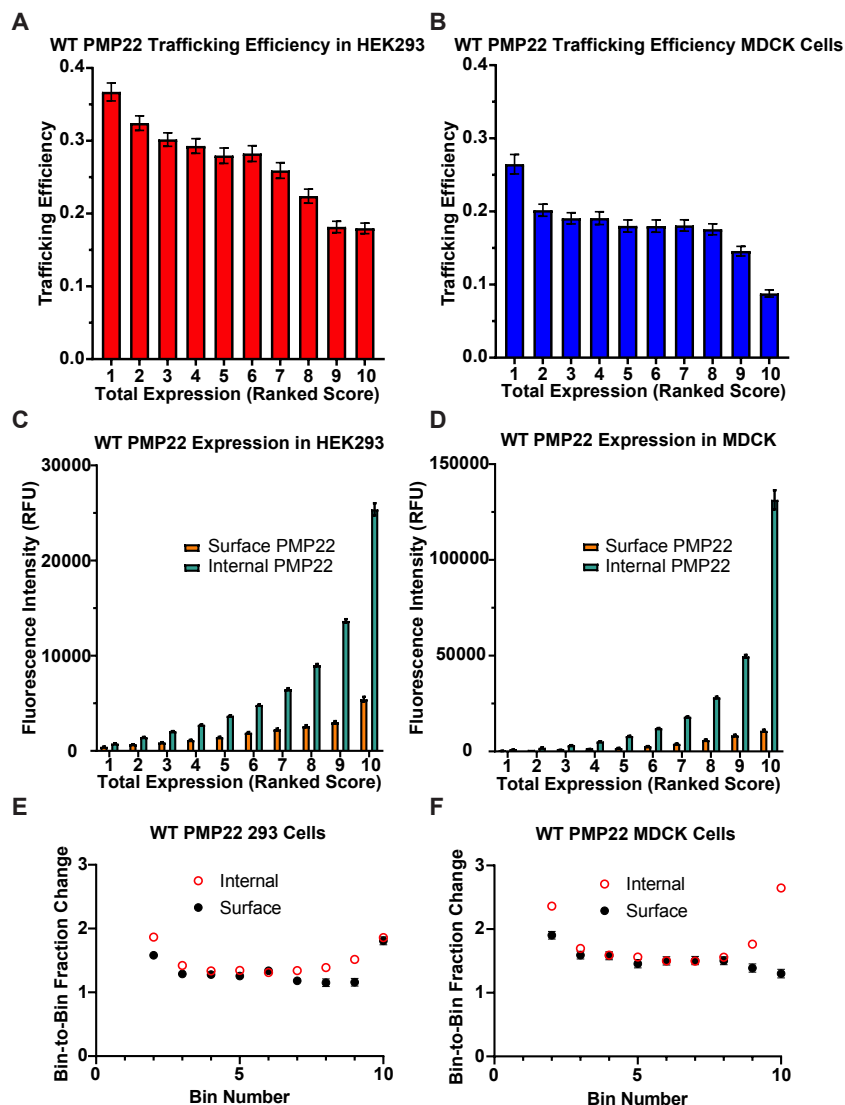 A
WT PMP22 Trafficking Efficiency in HEK293
Trafficking Efficiency
0.4
0.3
0.2
0.1
0.0
1 2 3 4 5 6 7 8 9 10
Total Expression (Ranked Score)
B
WT PMP22 Trafficking Efficiency MDCK Cells
Trafficking Efficiency
0.4
0.3
0.2
0.1
0.0
1 2 3 4 5 6 7 8 9 10
Total Expression (Ranked Score)
C
WT PMP22 Expression in HEK293
Fluorescence Intensity (RFU)
30000
20000
10000
0
Surface PMP22
Internal PMP22
1 2 3 4 5 6 7 8 9 10
Total Expression (Ranked Score)
D
WT PMP22 Expression in MDCK
Fluorescence Intensity (RFU)
150000
100000
50000
0
Surface PMP22
Internal PMP22
1 2 3 4 5 6 7 8 9 10
Total Expression (Ranked Score)
E
WT PMP22 293 Cells
Bin-to-Bin Fraction Change
3
2
1
0
Internal
Surface
0 5 10
Bin Number
F
WT PMP22 MDCK Cells
Bin-to-Bin Fraction Change
3
2
1
0
Internal
Surface
0 5 10
Bin Number